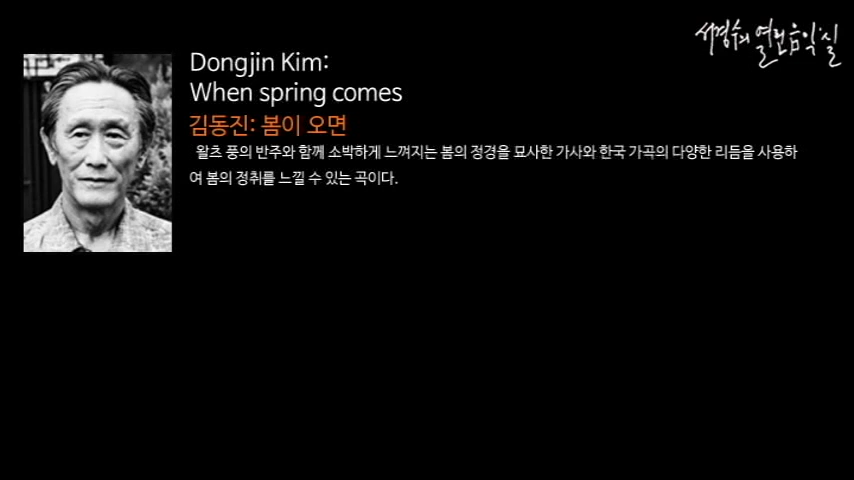 서경수의 열린음악실
Dongjin Kim:
When spring comes
김동진: 봄이 오면
왈츠 풍의 반주와 함께 소박하게 느껴지는 봄의 정경을 묘사한 가사와 한국 가곡의 다양한 리듬을 사용하
여 봄의 정취를 느낄 수 있는 곡이다.